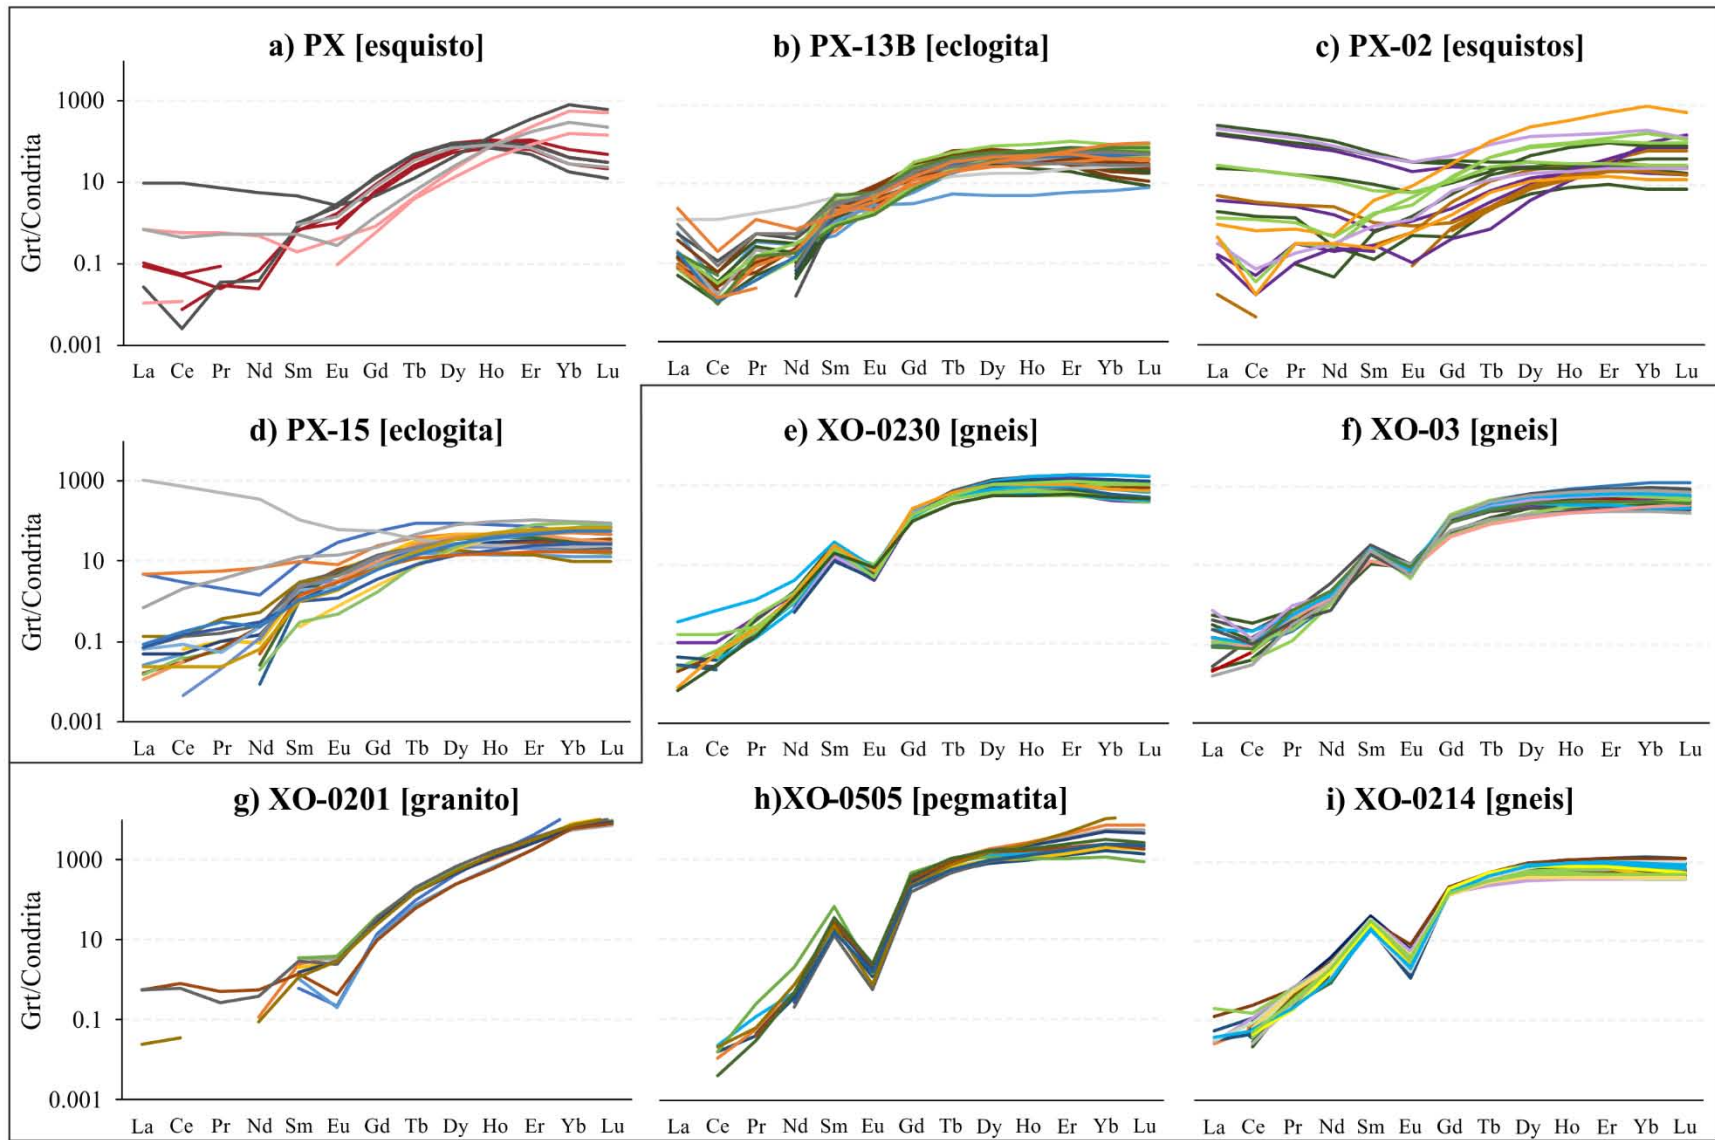 a) PX [esquisto]
b) PX-13B [eclogita]
c) PX-02 [esquistos]
Grt/Condrita
1000
10
0.1
0.001
La Ce Pr Nd Sm Eu Gd Tb Dy Ho Er Yb Lu
La Ce Pr Nd Sm Eu Gd Tb Dy Ho Er Yb Lu
La Ce Pr Nd Sm Eu Gd Tb Dy Ho Er Yb Lu
d) PX-15 [eclogita]
e) XO-0230 [gneis]
f) XO-03 [gneis]
Grt/Condrita
1000
10
0.1
0.001
La Ce Pr Nd Sm Eu Gd Tb Dy Ho Er Yb Lu
La Ce Pr Nd Sm Eu Gd Tb Dy Ho Er Yb Lu
La Ce Pr Nd Sm Eu Gd Tb Dy Ho Er Yb Lu
g) XO-0201 [granito]
h)XO-0505 [pegmatita]
i) XO-0214 [gneis]
Grt/Condrita
1000
10
0.1
0.001
La Ce Pr Nd Sm Eu Gd Tb Dy Ho Er Yb Lu
La Ce Pr Nd Sm Eu Gd Tb Dy Ho Er Yb Lu
La Ce Pr Nd Sm Eu Gd Tb Dy Ho Er Yb Lu